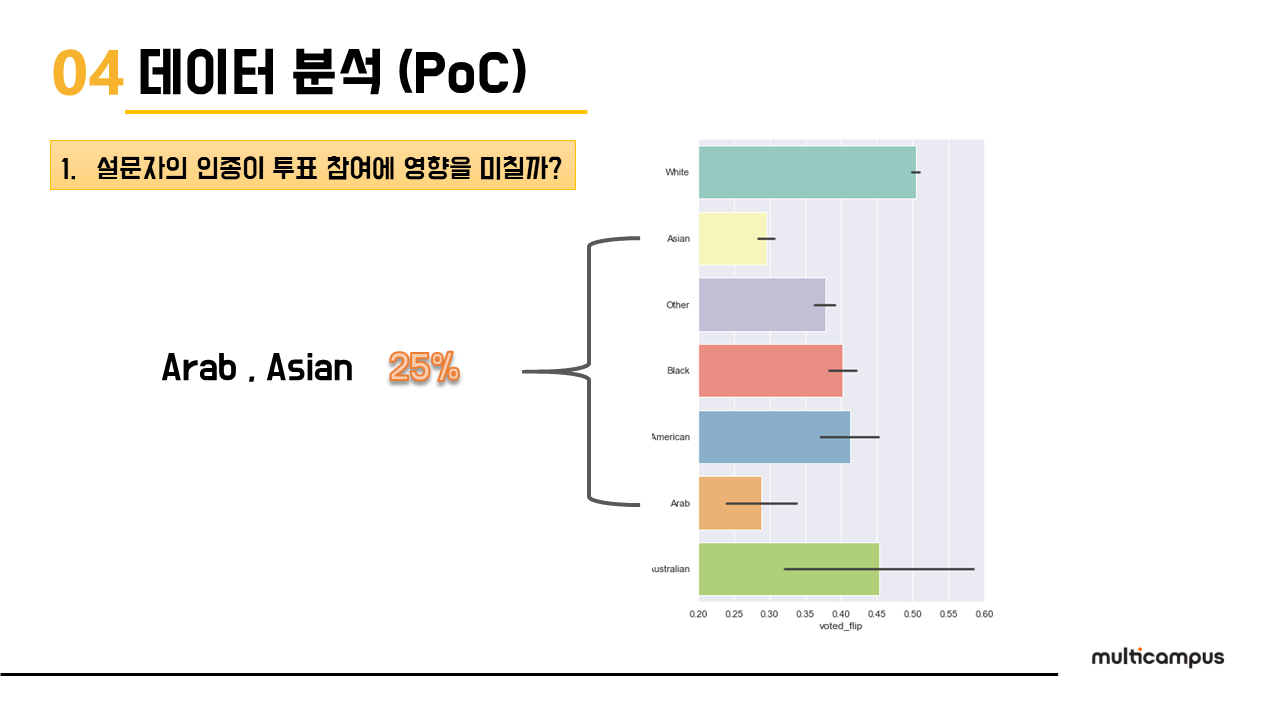 04 데이터 분석 (PoC)
1. 설문자의 인종이 투표 참여에 영향을 미칠까?
Arab , Asian 25%
White
Asian
Other
Black
American
Arab
ustralian
0.20 0.25 0.30 0.35 0.40 0.45 0.50 0.55 0.60
voted_flip
multicampus